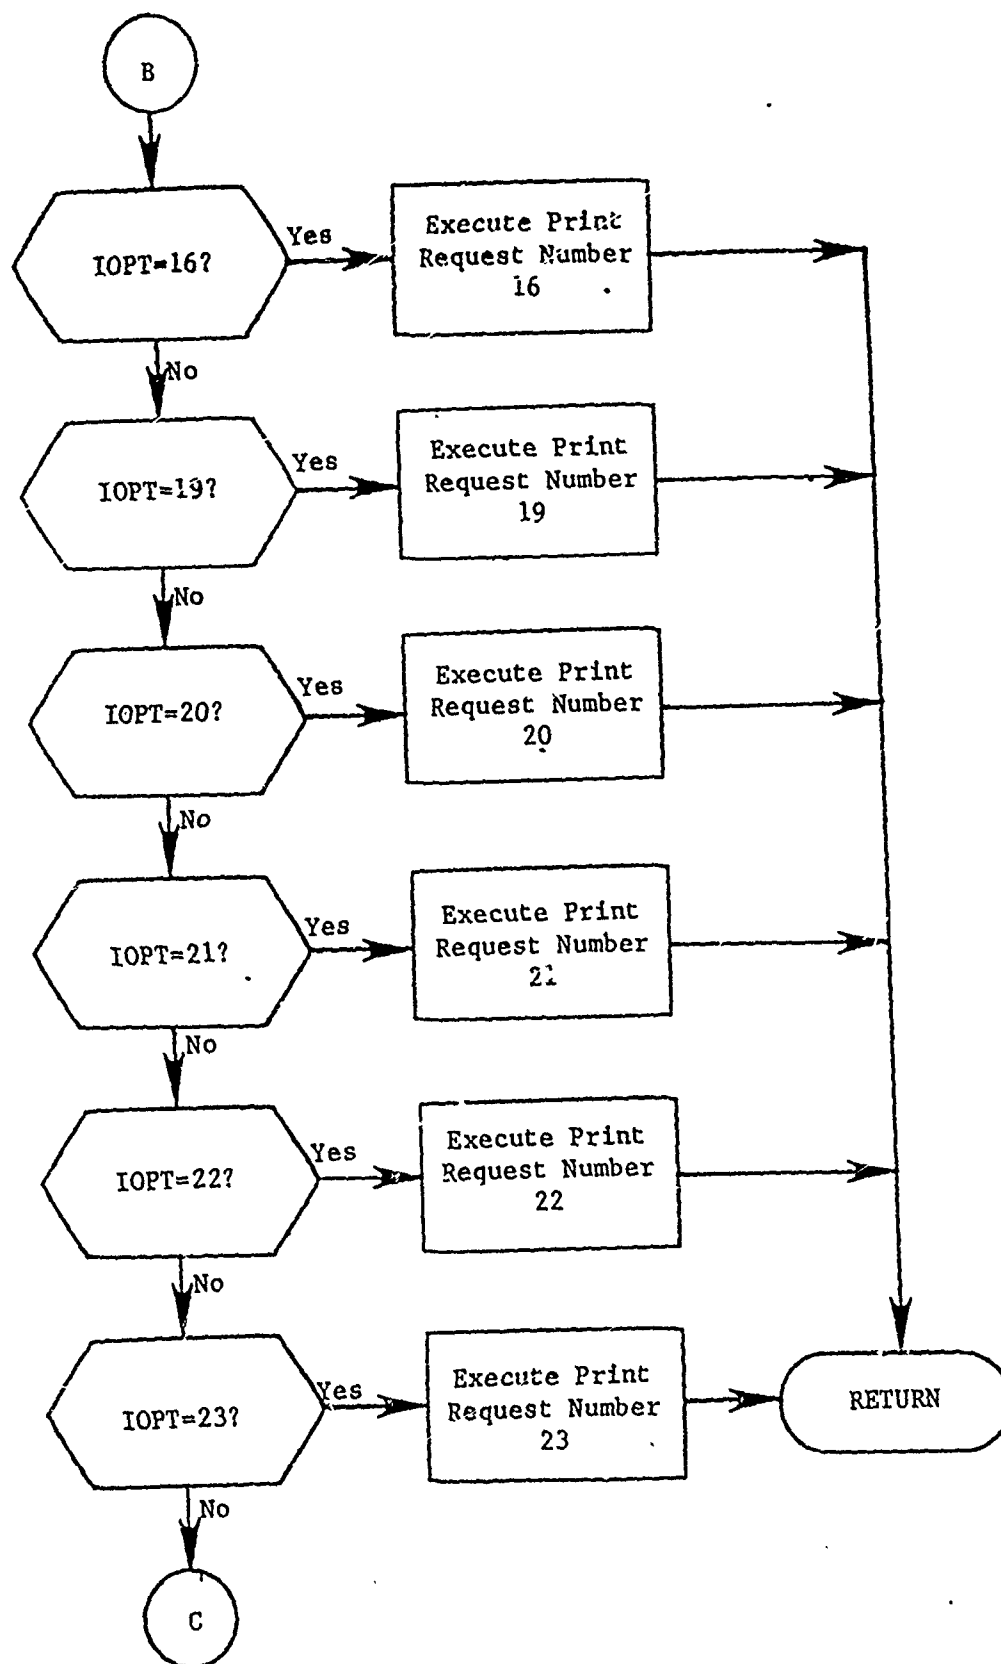 B
IOPT=16?
Yes
Execute Print
Request Number
16
No
IOPT=19?
Yes
Execute Print
Request Number
19
No
IOPT=20?
Yes
Execute Print
Request Number
20
No
IOPT=21?
Yes
Execute Print
Request Number
21
No
IOPT=22?
Yes
Execute Print
Request Number
22
No
IOPT=23?
Yes
Execute Print
Request Number
23
RETURN
No
C